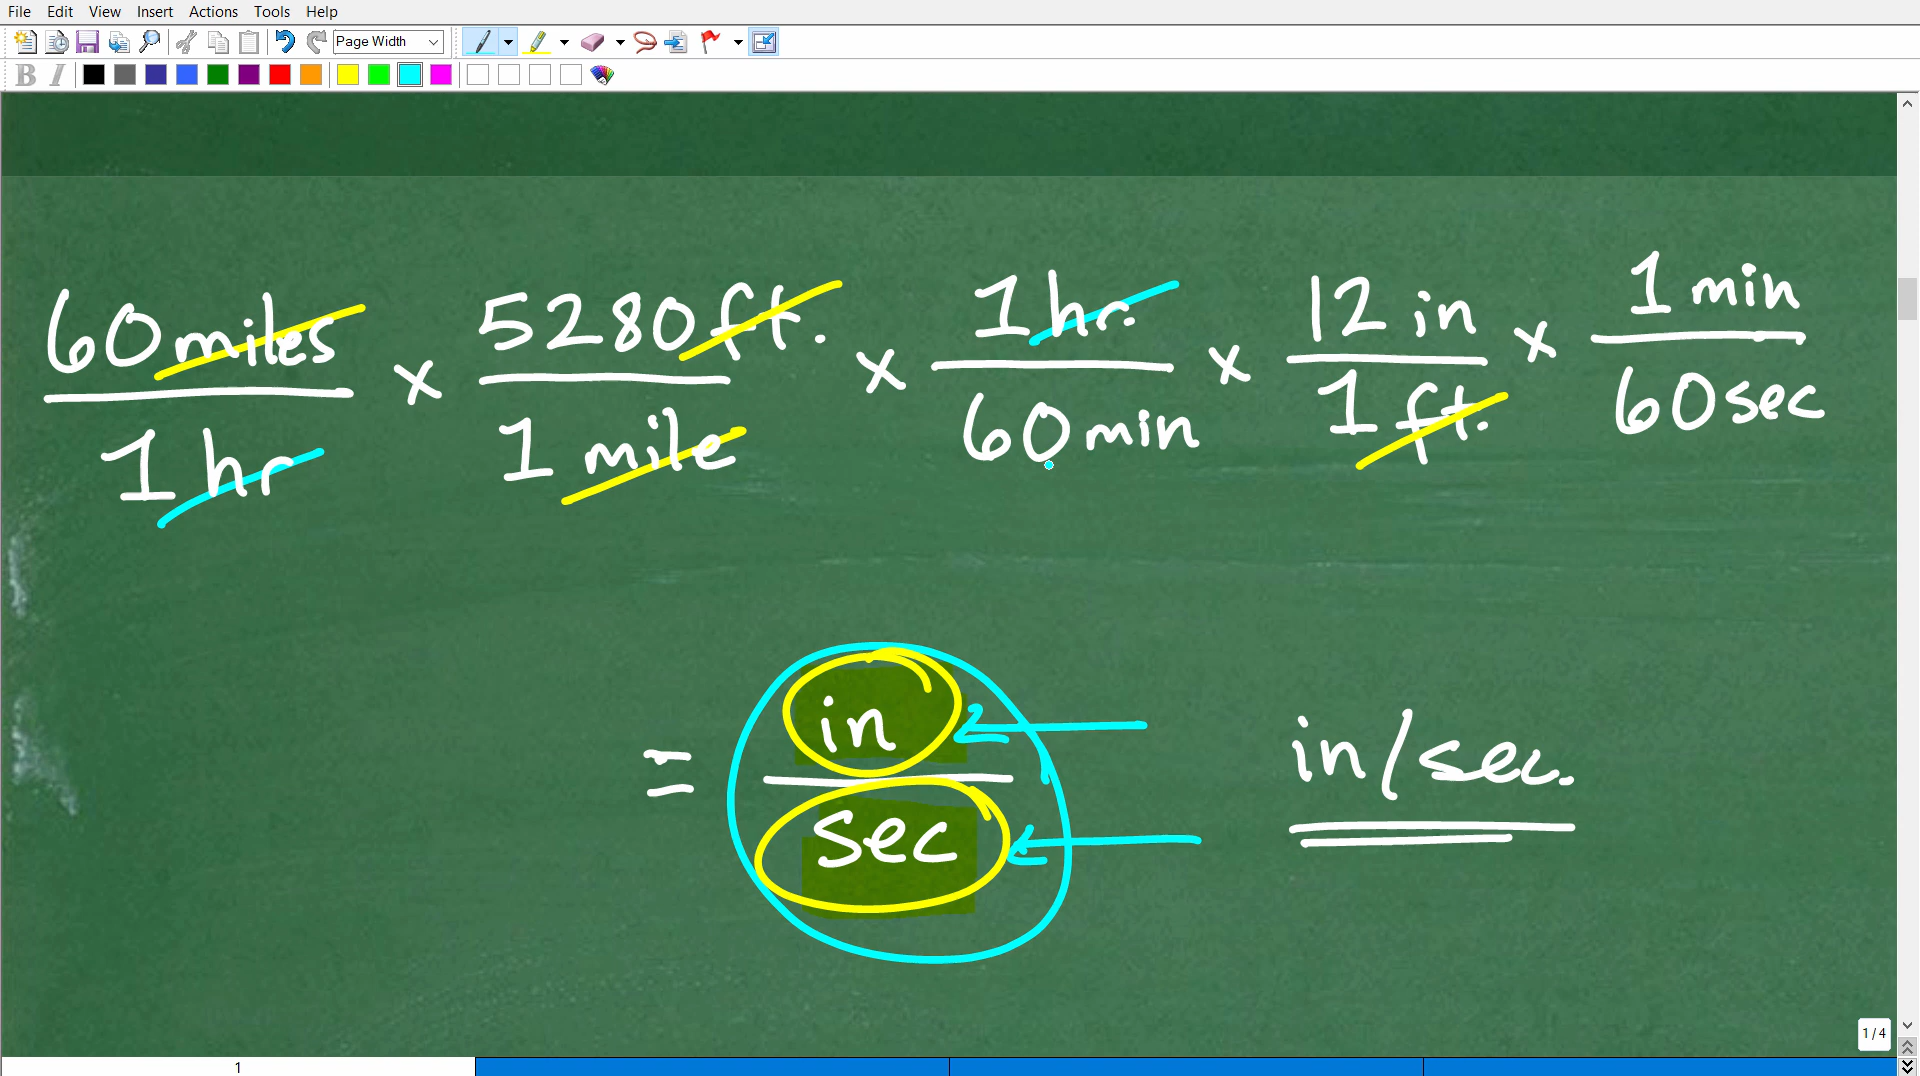 File Edit View Insert Actions Tools Help
Page Width
B I
60 miles × 5280 ft. × 1 hr. × 12 in × 1 min
1 hr 1 mile 60 min 1 ft. 60 sec
= in in/sec.
sec
1 / 4
1